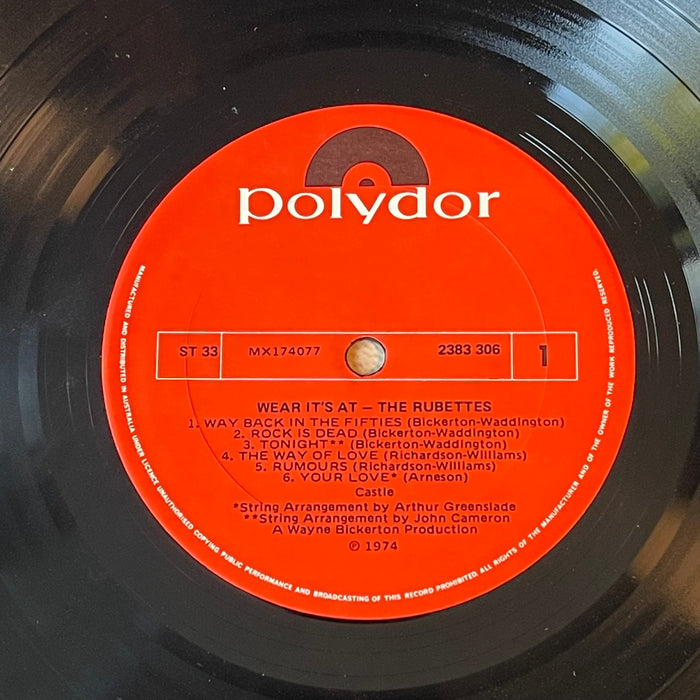 polydor
ST 33 MX174077 2383 306 1
WEAR IT'S AT — THE RUBETTES
1. WAY BACK IN THE FIFTIES (Bickerton-Waddington)
2. ROCK IS DEAD (Bickerton-Waddington)
3. TONIGHT** (Bickerton-Waddington)
4. THE WAY OF LOVE (Richardson-Williams)
5. RUMOURS (Richardson-Williams)
6. YOUR LOVE* (Arneson)
Castle
*String Arrangement by Arthur Greenslade
**String Arrangement by John Cameron
A Wayne Bickerton Production
℗ 1974
MANUFACTURED AND DISTRIBUTED IN AUSTRALIA UNDER LICENCE UNAUTHORISED COPYING PUBLIC PERFORMANCE AND BROADCASTING OF THIS RECORD PROHIBITED. ALL RIGHTS OF THE MANUFACTURER AND OF THE OWNER OF THE WORK REPRODUCED RESERVED.